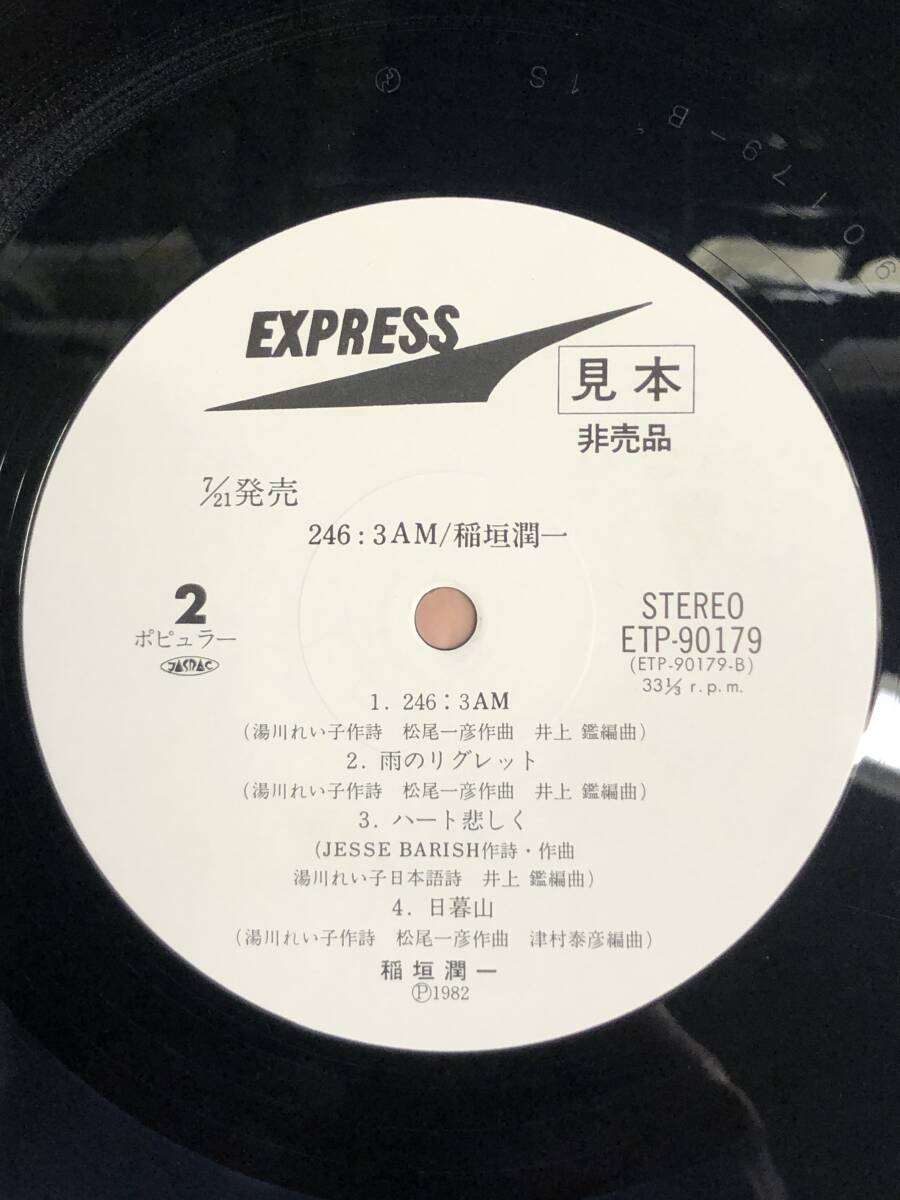 EXPRESS
見本
非売品
7/21発売
246:3AM/稲垣潤一
2
ポピュラー
JASRAC
STEREO
ETP-90179
(ETP-90179-B)
33 1/3 r.p.m.
1. 246:3AM
(湯川れい子作詩 松尾一彦作曲 井上 鑑編曲)
2. 雨のリグレット
(湯川れい子作詩 松尾一彦作曲 井上 鑑編曲)
3. ハート悲しく
(JESSE BARISH作詩・作曲
湯川れい子日本語詩 井上 鑑編曲)
4. 日暮山
(湯川れい子作詩 松尾一彦作曲 津村泰彦編曲)
稲垣潤一
Ⓟ1982
90179-B
1S